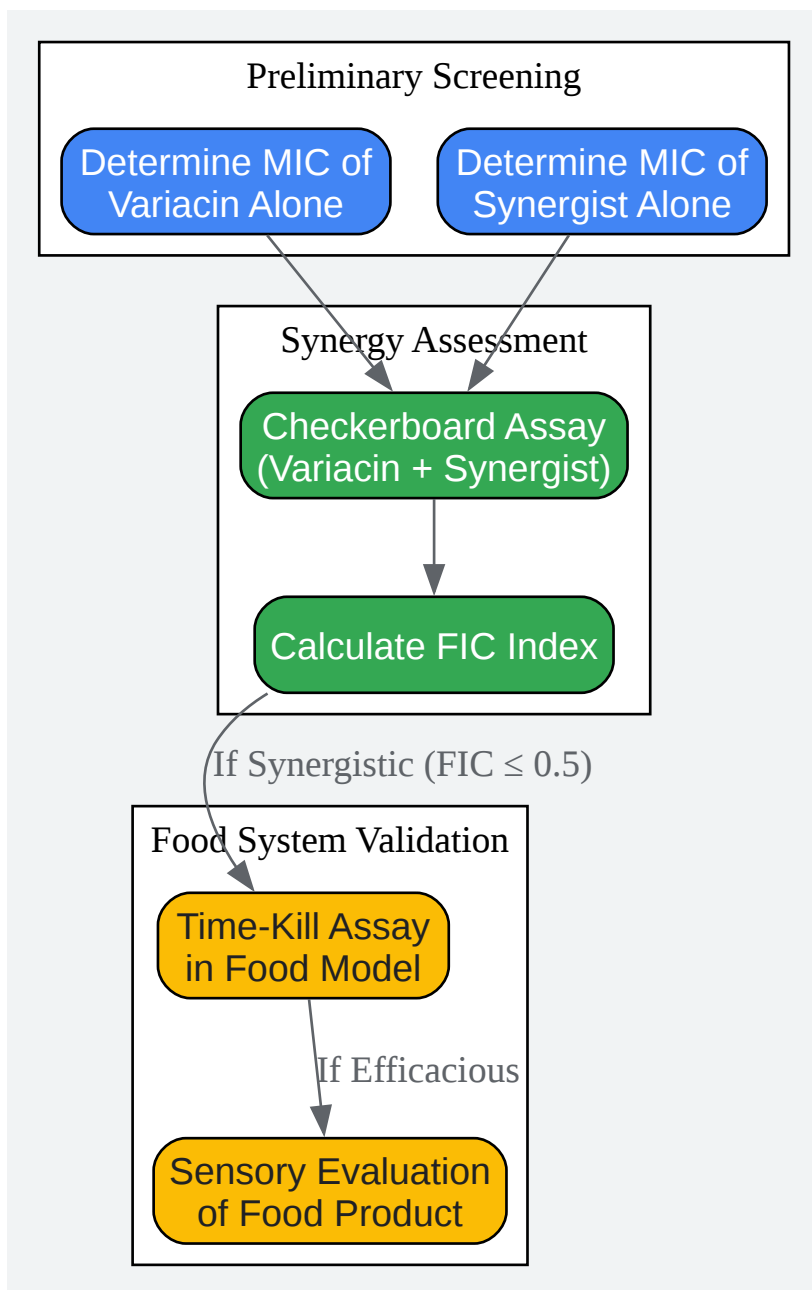 Preliminary Screening
Determine MIC of
Variacin Alone
Determine MIC of
Synergist Alone
Synergy Assessment
Checkerboard Assay
(Variacin + Synergist)
Calculate FIC Index
If Synergistic (FIC ≤ 0.5)
Food System Validation
Time-Kill Assay
in Food Model
If Efficacious
Sensory Evaluation
of Food Product